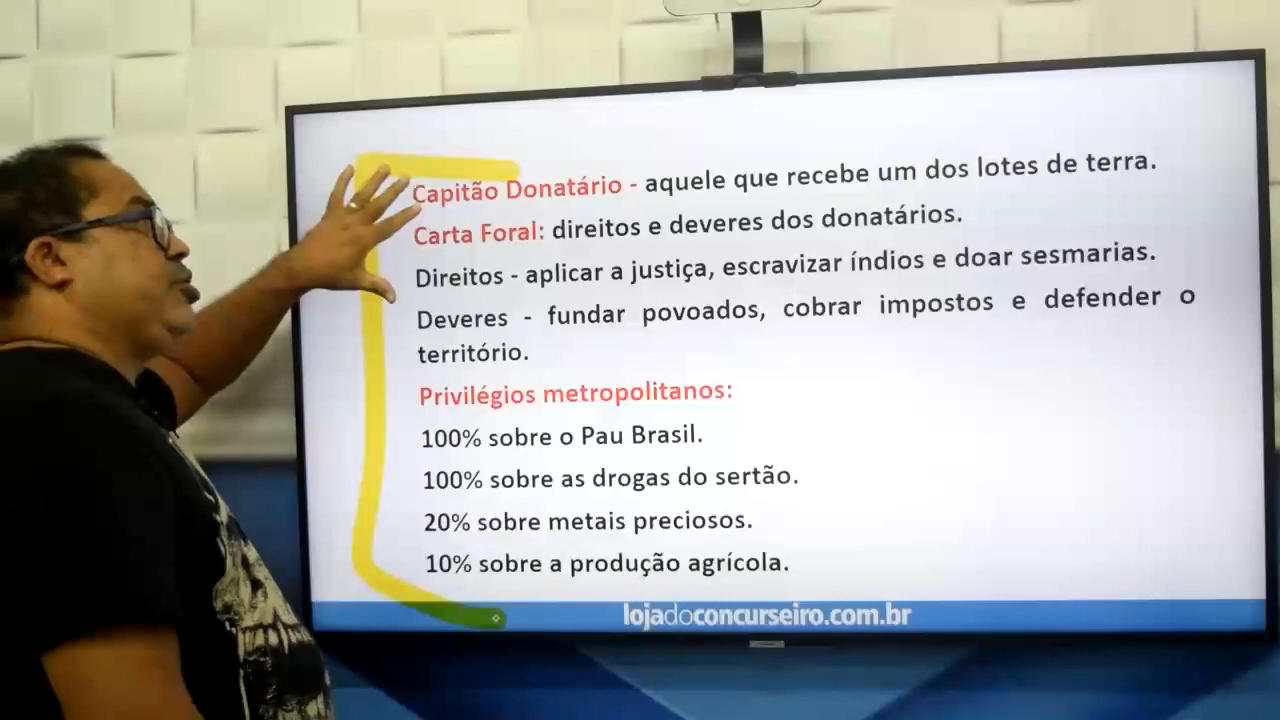 Capitão Donatário - aquele que recebe um dos lotes de terra.
Carta Foral: direitos e deveres dos donatários.
Direitos - aplicar a justiça, escravizar índios e doar sesmarias.
Deveres - fundar povoados, cobrar impostos e defender o
território.
Privilégios metropolitanos:
100% sobre o Pau Brasil.
100% sobre as drogas do sertão.
20% sobre metais preciosos.
10% sobre a produção agrícola.
lojadoconcurseiro.com.br